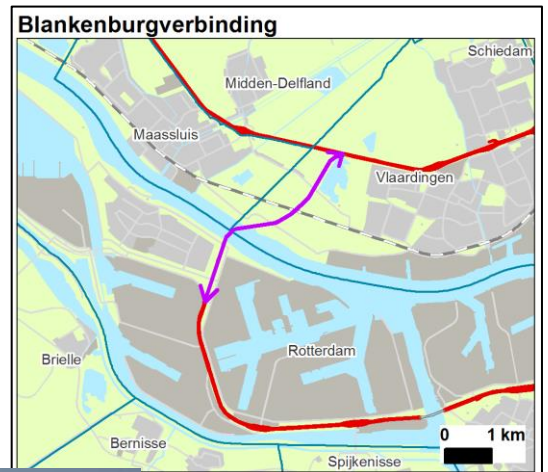 Blankenburgverbinding
Schiedam
Midden-Delfland
Maassluis
Vlaardingen
Rotterdam
Brielle
Bernisse
Spijkenisse
0 1 km